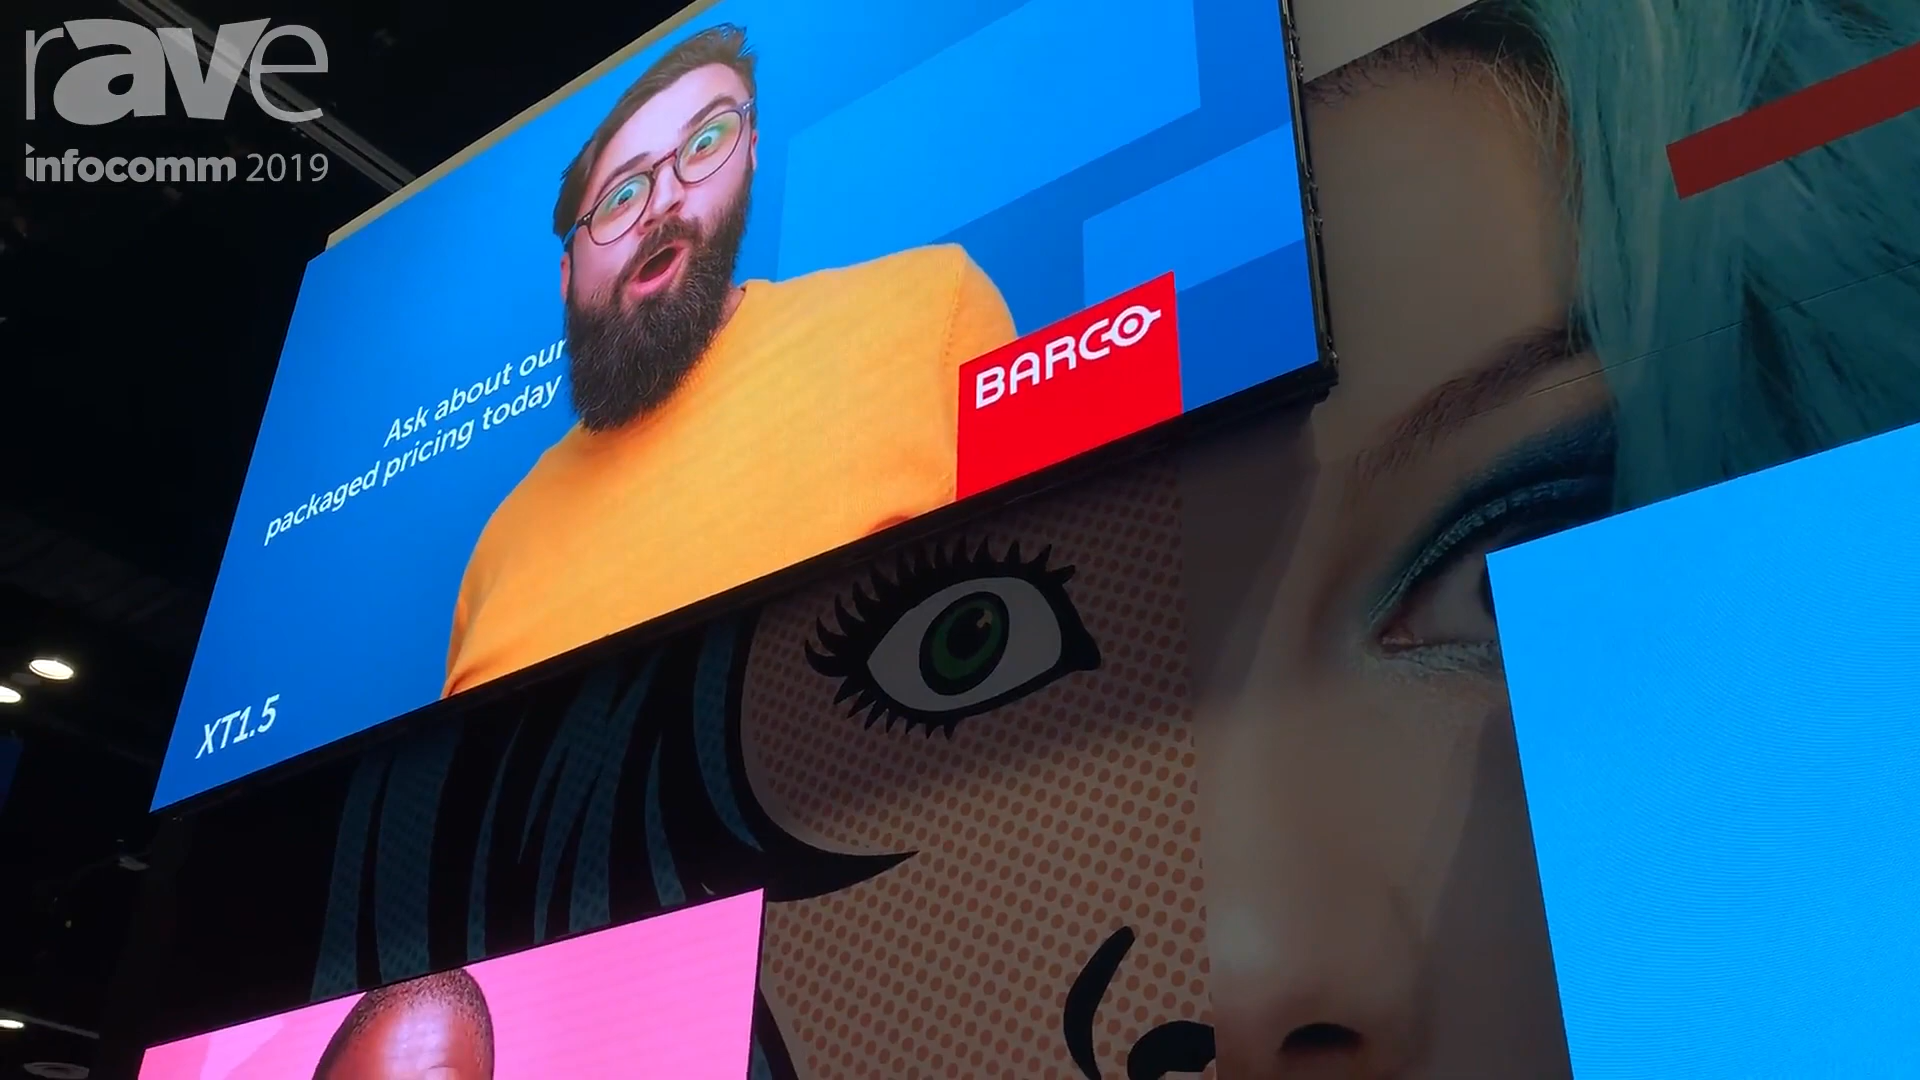 rave
infocomm 2019
Ask about our
packaged pricing today
BARCO
XT1.5